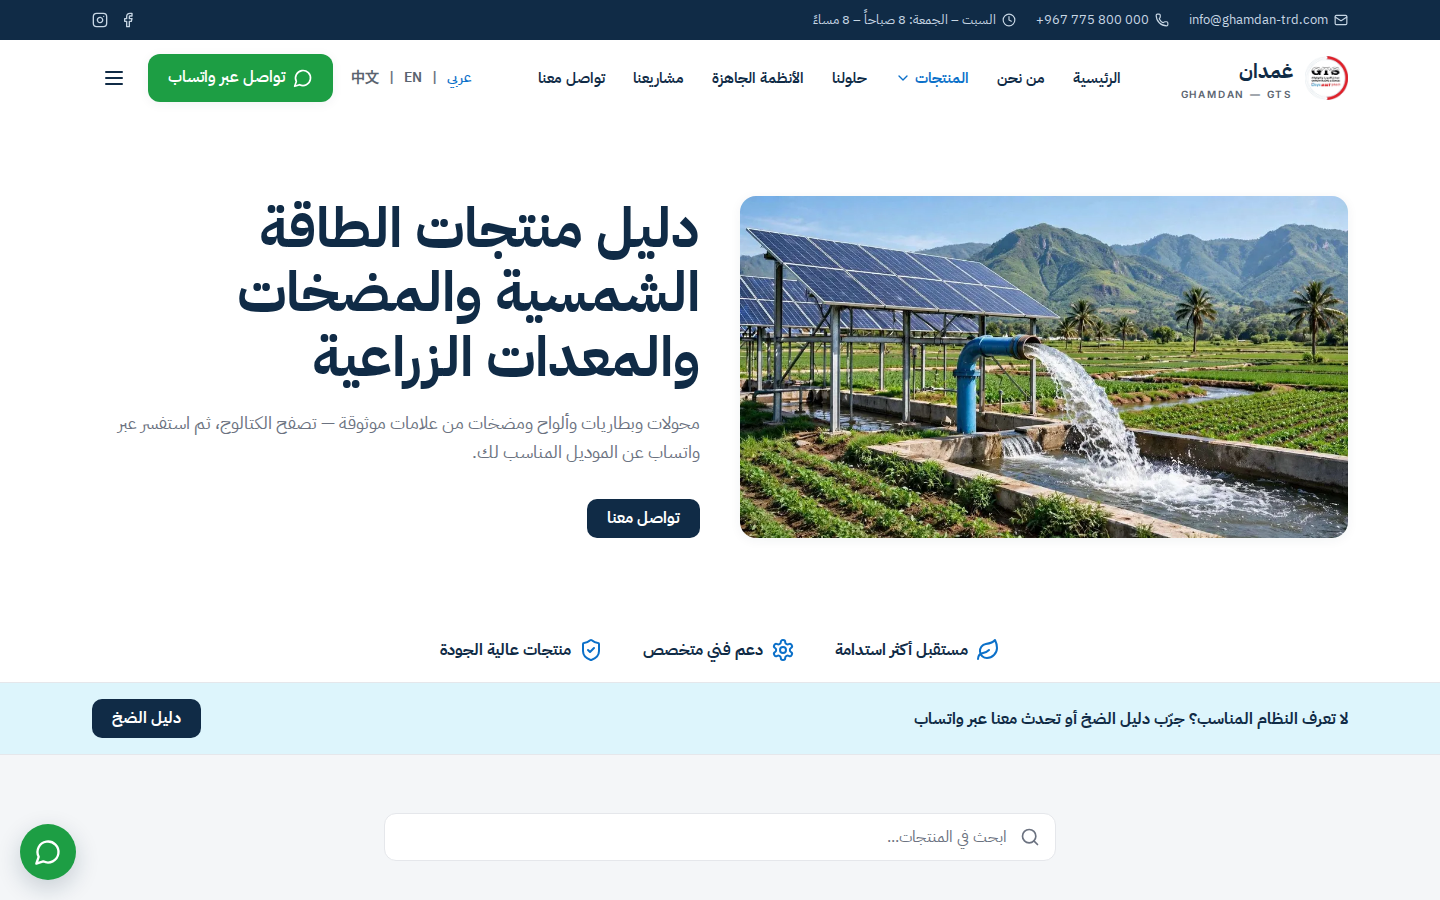 info@ghamdan-trd.com
+967 775 800 000
السبت – الجمعة: 8 صباحاً – 8 مساءً
غمدان
GHAMDAN — GTS
GTS
الرئيسية
من نحن
المنتجات
حلولنا
الأنظمة الجاهزة
مشاريعنا
تواصل معنا
عربي | EN | 中文
تواصل عبر واتساب
دليل منتجات الطاقة
الشمسية والمضخات
والمعدات الزراعية
محولات وبطاريات وألواح ومضخات من علامات موثوقة — تصفح الكتالوج، ثم استفسر عبر
واتساب عن الموديل المناسب لك.
تواصل معنا
مستقبل أكثر استدامة
دعم فني متخصص
منتجات عالية الجودة
لا تعرف النظام المناسب؟ جرّب دليل الضخ أو تحدث معنا عبر واتساب
دليل الضخ
ابحث في المنتجات...